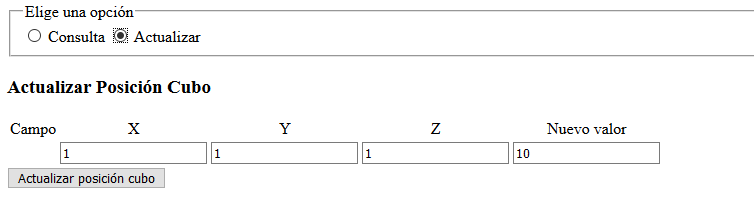 Elige una opción
Consulta Actualizar
Actualizar Posición Cubo
Campo X Y Z Nuevo valor
1 1 1 10
Actualizar posición cubo